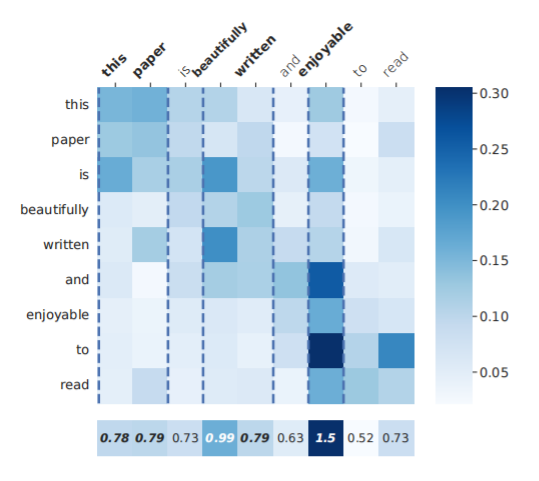 this paper is beautifully written and enjoyable to read
this
paper
is
beautifully
written
and
enjoyable
to
read
0.30
0.25
0.20
0.15
0.10
0.05
0.78 0.79 0.73 0.99 0.79 0.63 1.5 0.52 0.73